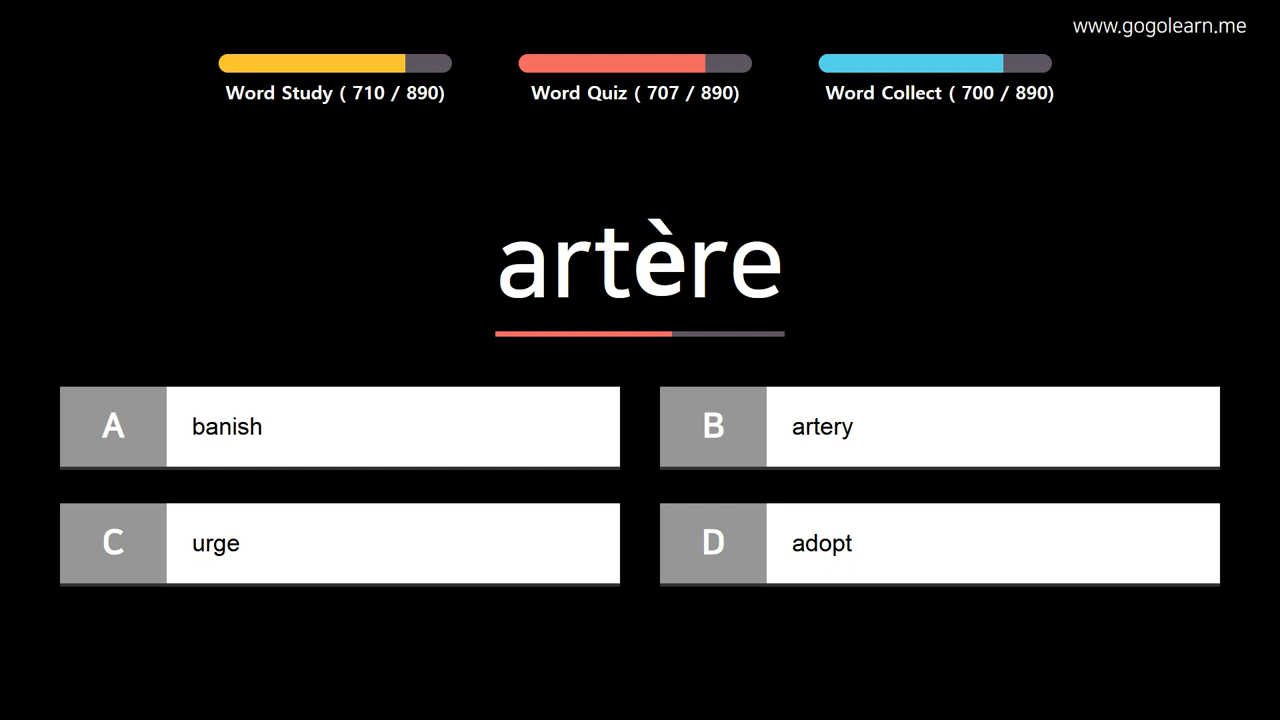 www.gogolearn.me
Word Study ( 710 / 890)
Word Quiz ( 707 / 890)
Word Collect ( 700 / 890)
artère
A banish
B artery
C urge
D adopt